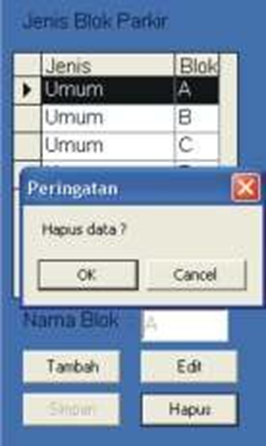 Jenis Blok Parkir
Jenis Blok
Umum A
Umum B
Umum C
Peringatan
Hapus data ?
OK Cancel
Nama Blok A
Tambah Edit
Simpan Hapus